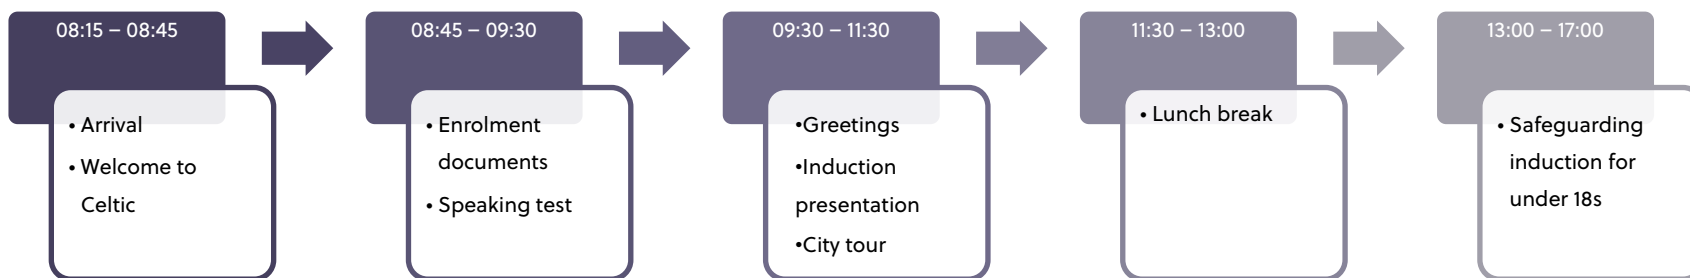 08:15 – 08:45
• Arrival
• Welcome to
Celtic
08:45 – 09:30
• Enrolment
documents
• Speaking test
09:30 – 11:30
•Greetings
•Induction
presentation
•City tour
11:30 – 13:00
• Lunch break
13:00 – 17:00
• Safeguarding
induction for
under 18s